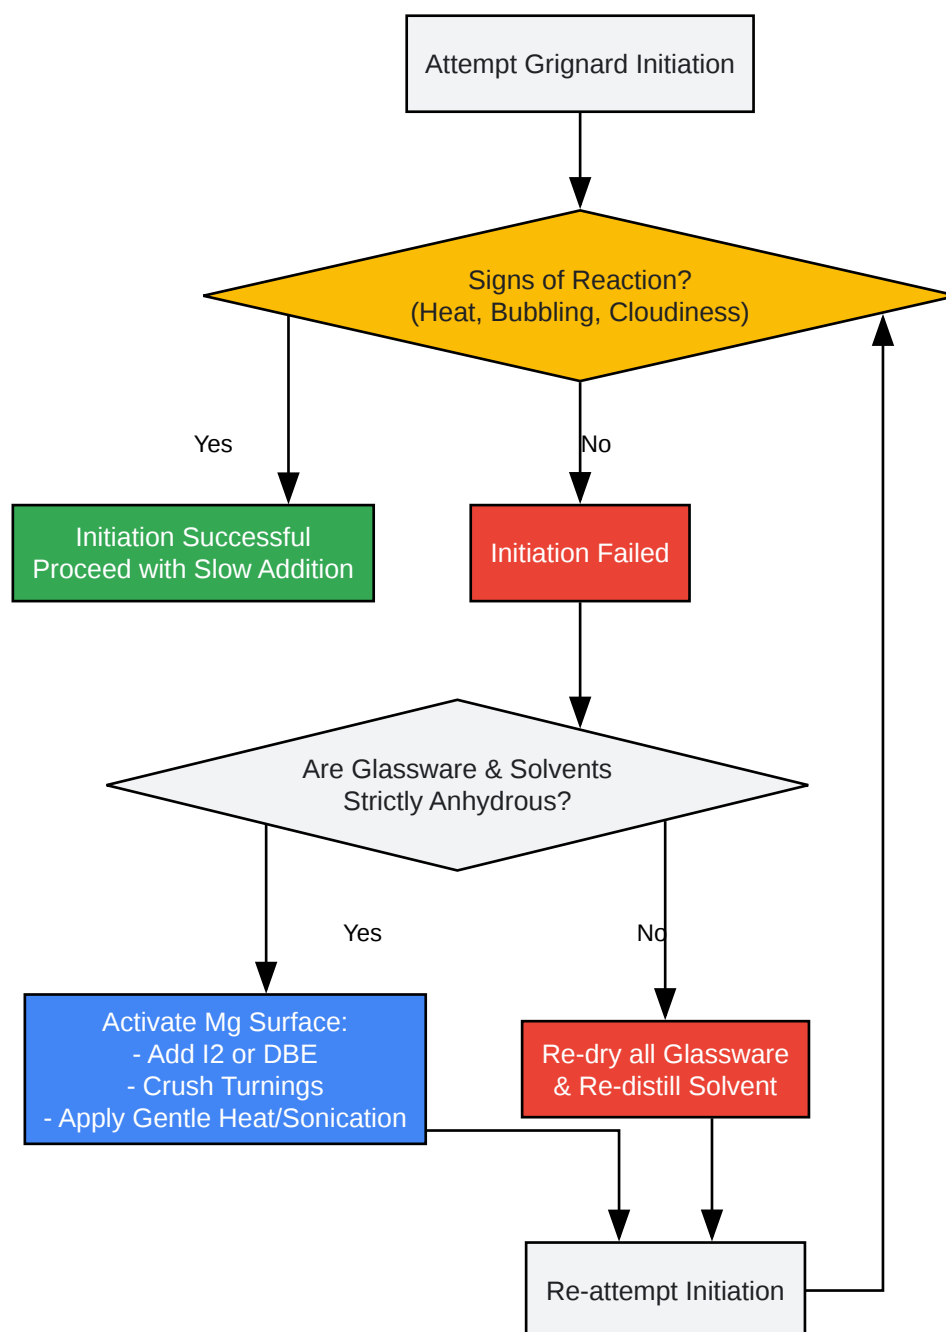 Attempt Grignard Initiation
Signs of Reaction?
(Heat, Bubbling, Cloudiness)
Yes
No
Initiation Successful
Proceed with Slow Addition
Initiation Failed
Are Glassware & Solvents
Strictly Anhydrous?
Yes
No
Activate Mg Surface:
- Add I2 or DBE
- Crush Turnings
- Apply Gentle Heat/Sonication
Re-dry all Glassware
& Re-distill Solvent
Re-attempt Initiation